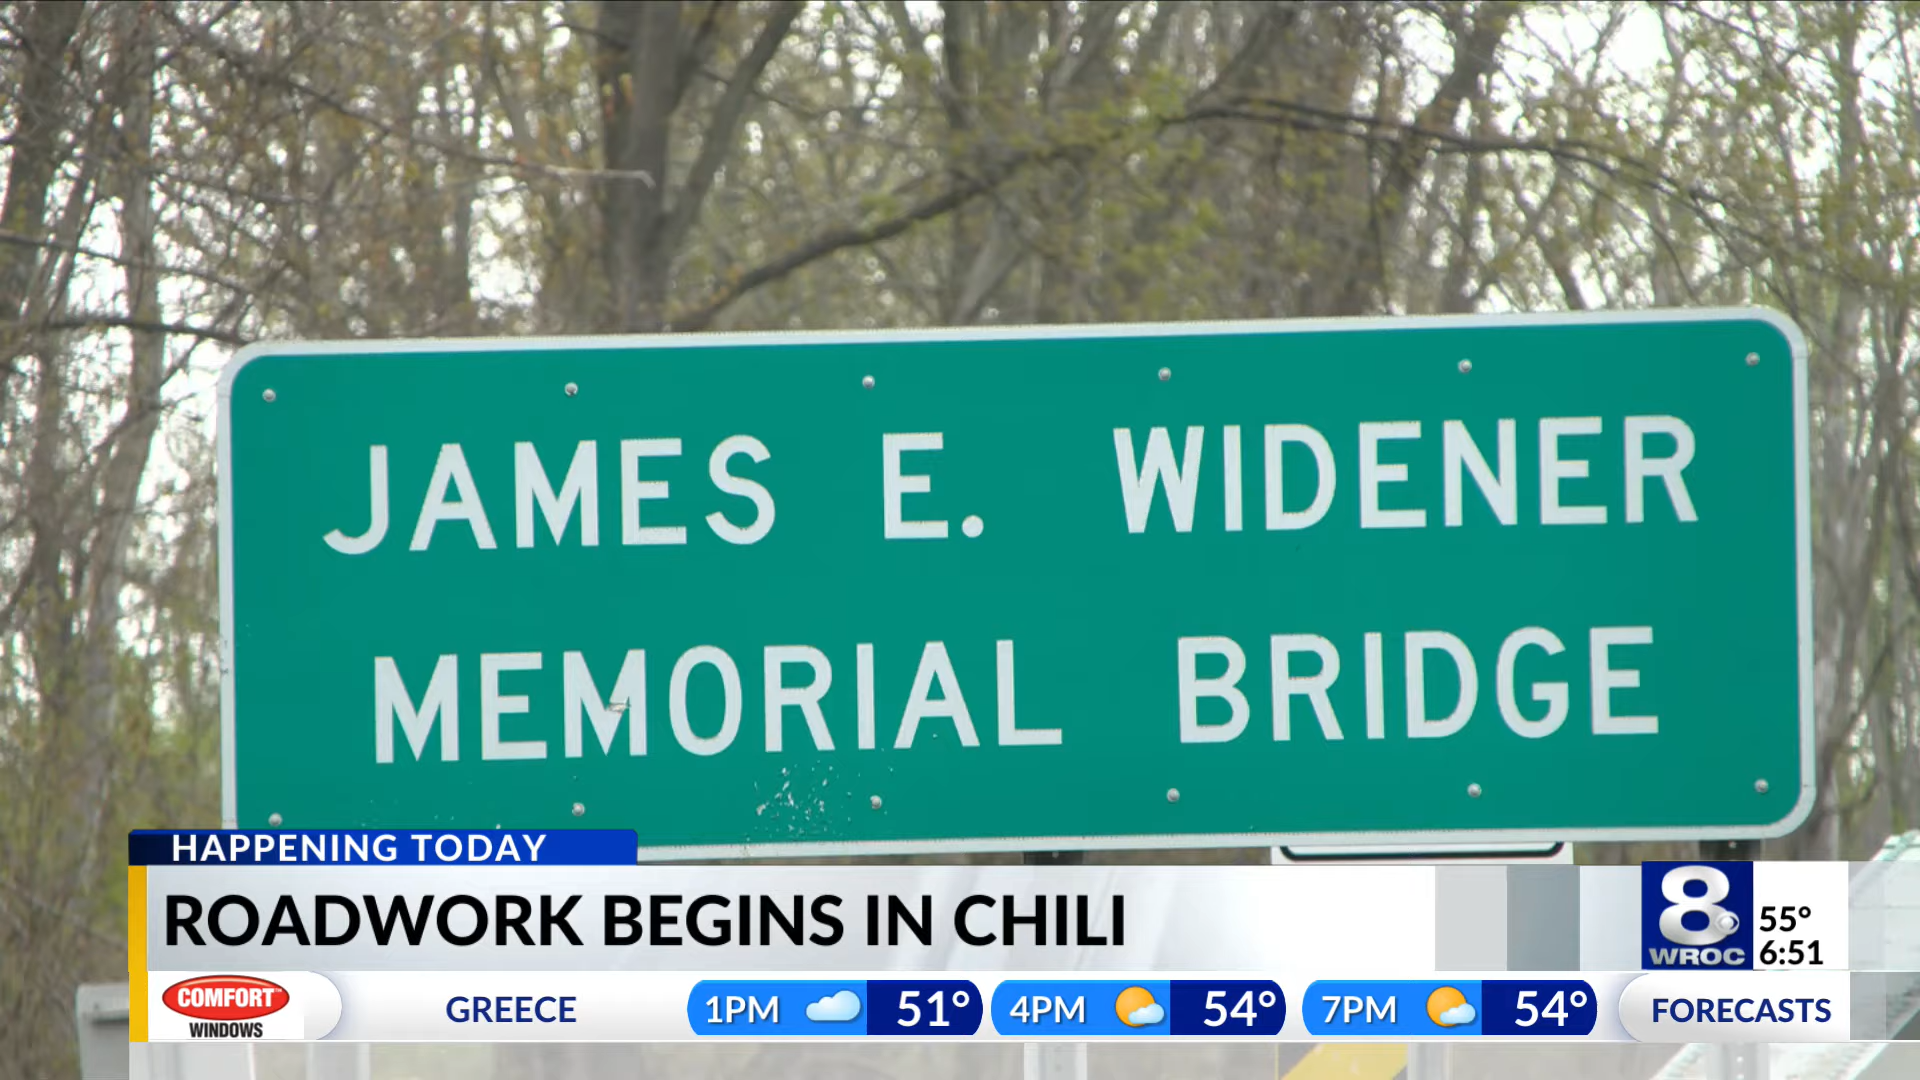 JAMES E. WIDENER
MEMORIAL BRIDGE
HAPPENING TODAY
ROADWORK BEGINS IN CHILI
8
WROC
55°
6:51
COMFORT™
WINDOWS
GREECE
1PM 51°
4PM 54°
7PM 54°
FORECASTS